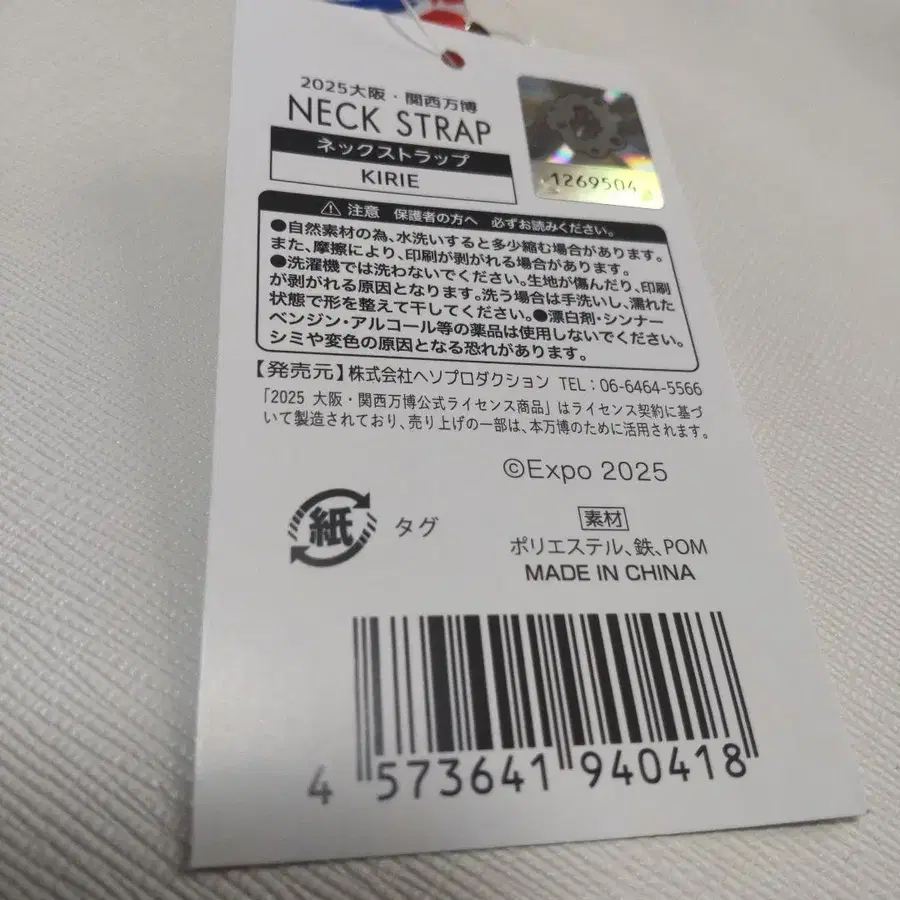 2025大阪・関西万博
NECK STRAP
ネックストラップ
KIRIE
1269504
注意 保護者の方へ 必ずお読みください。
●自然素材の為、水洗いすると多少縮む場合があります。
また、摩擦により、印刷が剥がれる場合があります。
●洗濯機では洗わないでください。生地が傷んだり、印刷
が剥がれる原因となります。洗う場合は手洗いし、濡れた
状態で形を整えて干してください。●漂白剤・シンナー
ベンジン・アルコール等の薬品は使用しないでください。
シミや変色の原因となる恐れがあります。
【発売元】株式会社ヘソプロダクション TEL:06-6464-5566
「2025 大阪・関西万博公式ライセンス商品」はライセンス契約に基づ
いて製造されており、売り上げの一部は、本万博のために活用されます。
©Expo 2025
紙 タグ
素材
ポリエステル、鉄、POM
MADE IN CHINA
4 573641 940418